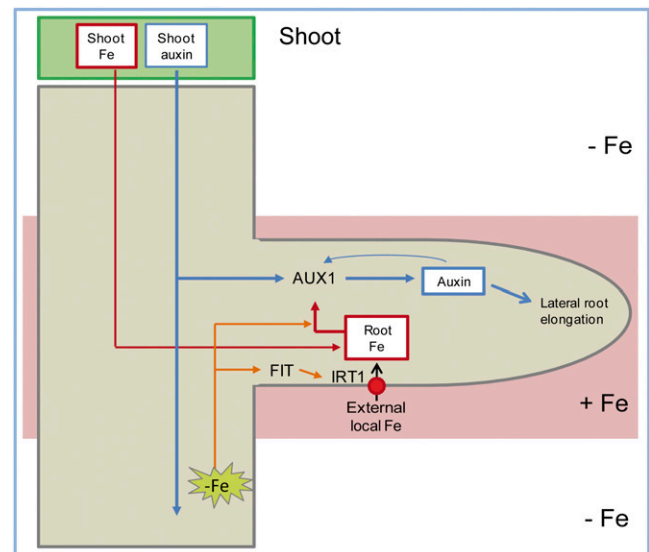 Shoot
Fe
Shoot
auxin
Shoot
- Fe
AUX1
Auxin
Lateral root
elongation
Root
Fe
FIT
IRT1
External
local Fe
+ Fe
-Fe
- Fe